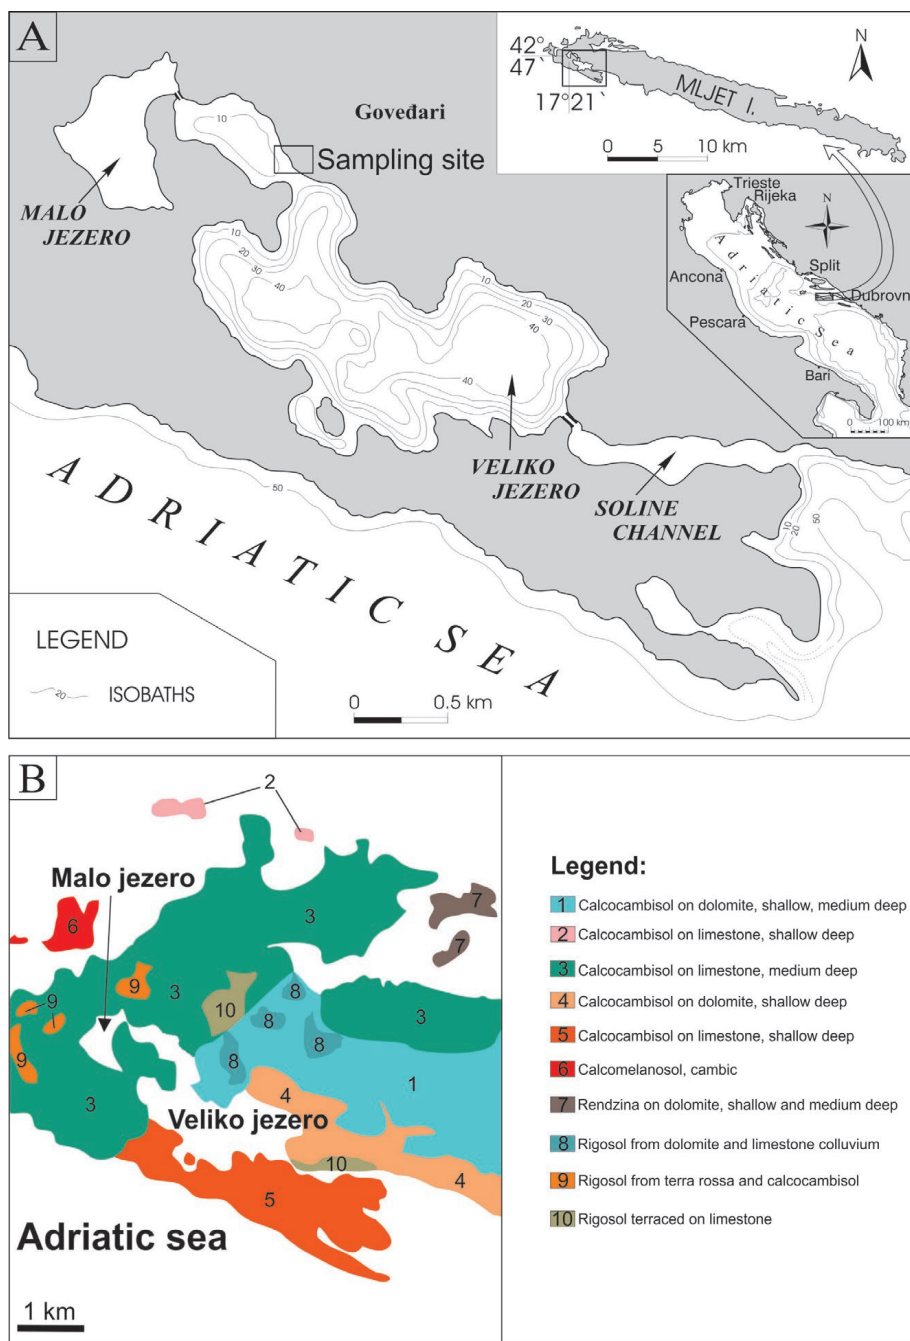 A
Goveđari
Sampling site
MALO
JEZERO
10
10
20
30
40
10
20
30
40
40
VELIKO
JEZERO
SOLINE
CHANNEL
10
20
50
50
ADRIATIC SEA
LEGEND
20 ISOBATHS
0 0.5 km
42°
47`
17°21`
MLJET I.
N
0 5 10 km
Trieste
Rijeka
N
Split
Dubrovn
Ancona
Pescara
Bari
Adriatic Sea
0 100 km
B
2
Malo jezero
6
3
7
7
9
3
10
8
8
9
8
8
3
9
3
4
1
Veliko jezero
10
4
5
Adriatic sea
1 km
Legend:
1 Calcocambisol on dolomite, shallow, medium deep
2 Calcocambisol on limestone, shallow deep
3 Calcocambisol on limestone, medium deep
4 Calcocambisol on dolomite, shallow deep
5 Calcocambisol on limestone, shallow deep
6 Calcomelanosol, cambic
7 Rendzina on dolomite, shallow and medium deep
8 Rigosol from dolomite and limestone colluvium
9 Rigosol from terra rossa and calcocambisol
10 Rigosol terraced on limestone